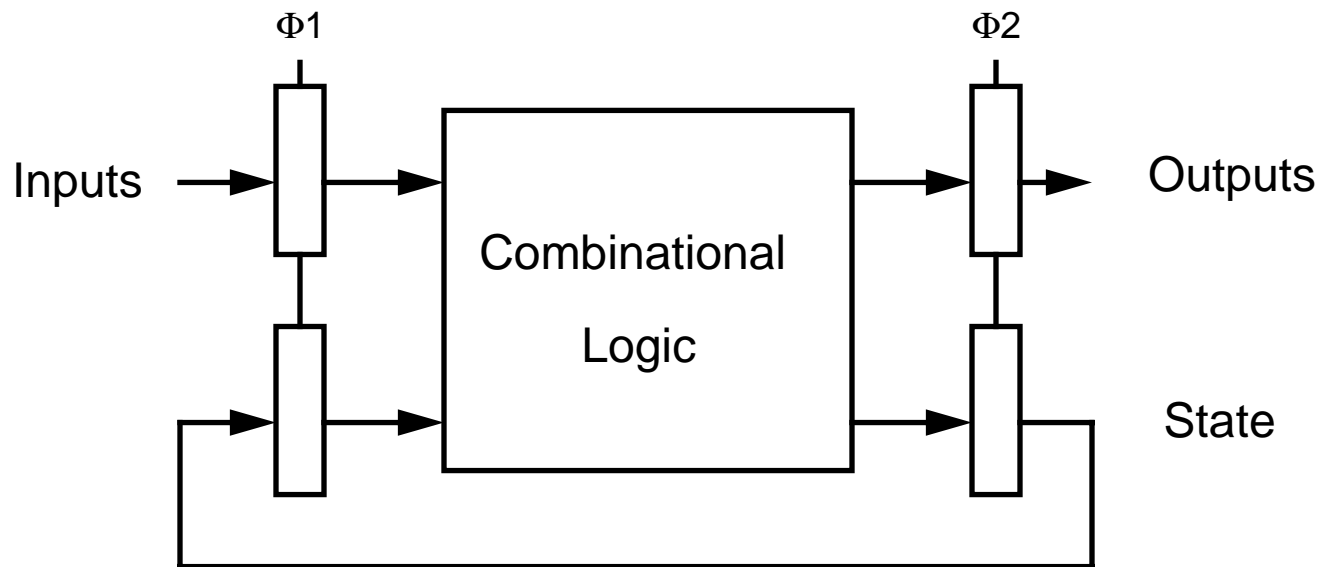 Φ1
Φ2
Inputs
Outputs
Combinational
Logic
State